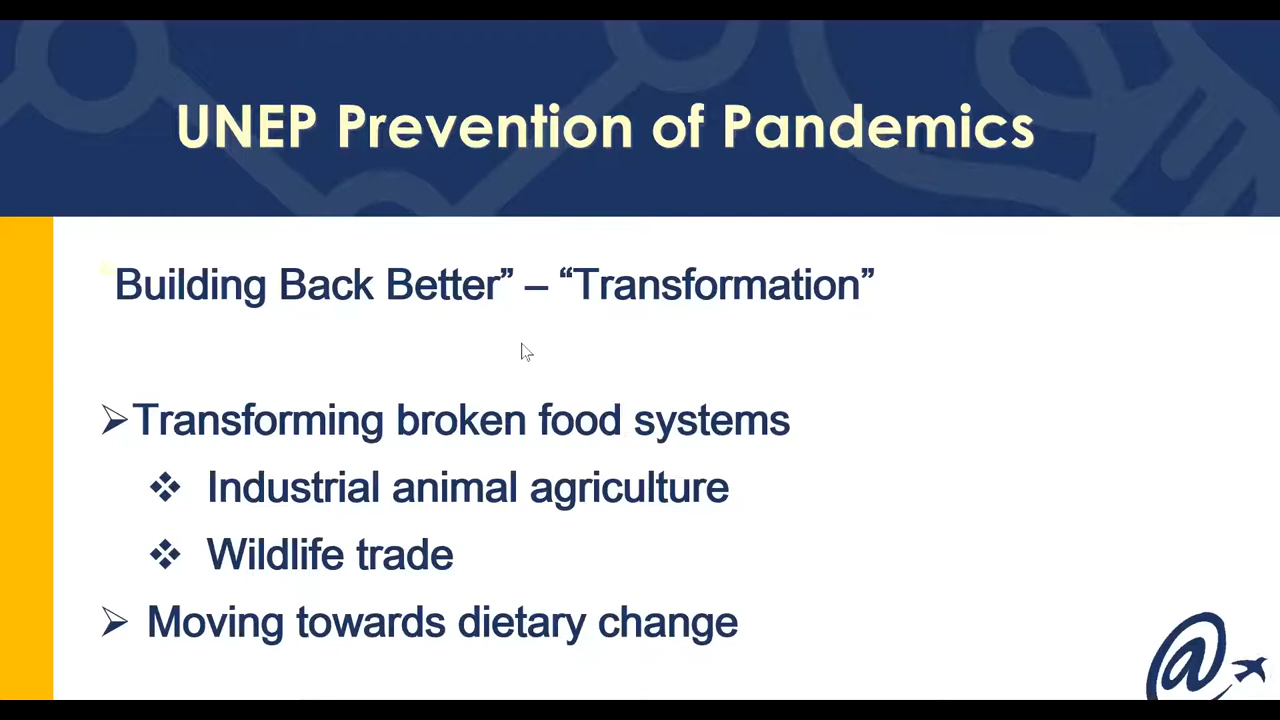 UNEP Prevention of Pandemics
“Building Back Better” – “Transformation”
Transforming broken food systems
Industrial animal agriculture
Wildlife trade
Moving towards dietary change
@